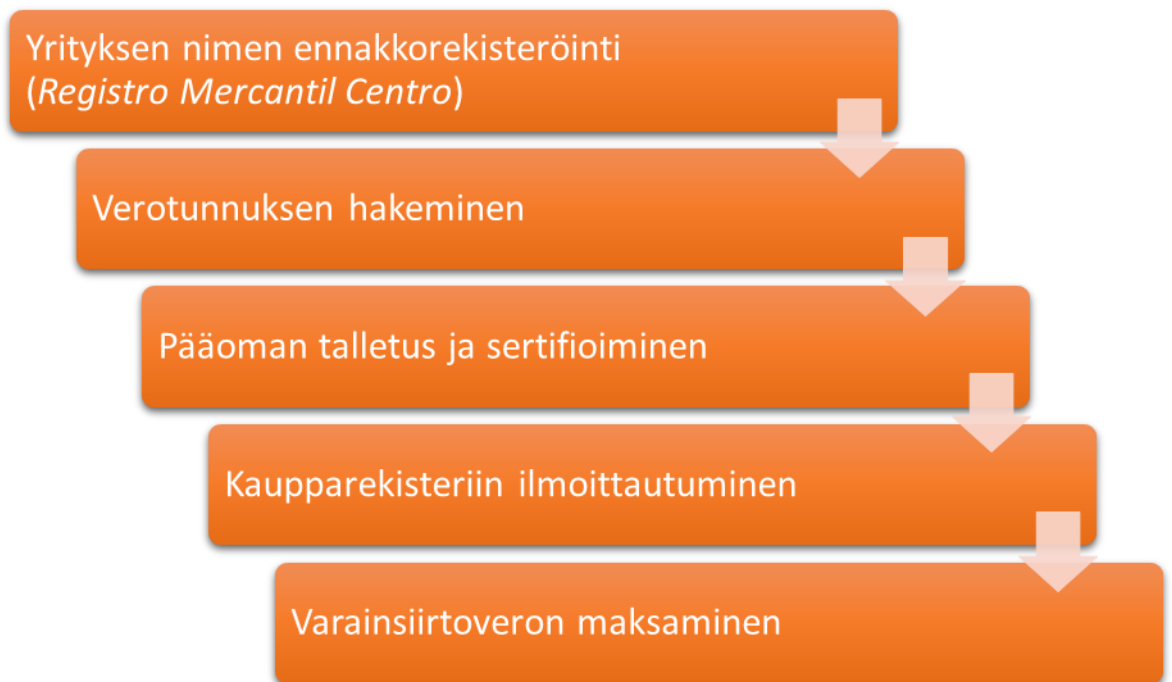 Yrityksen nimen ennakkorekisteröinti
(Registro Mercantil Centro)
Verotunnuksen hakeminen
Pääoman talletus ja sertifioiminen
Kaupparekisteriin ilmoittautuminen
Varainsiirtoveron maksaminen